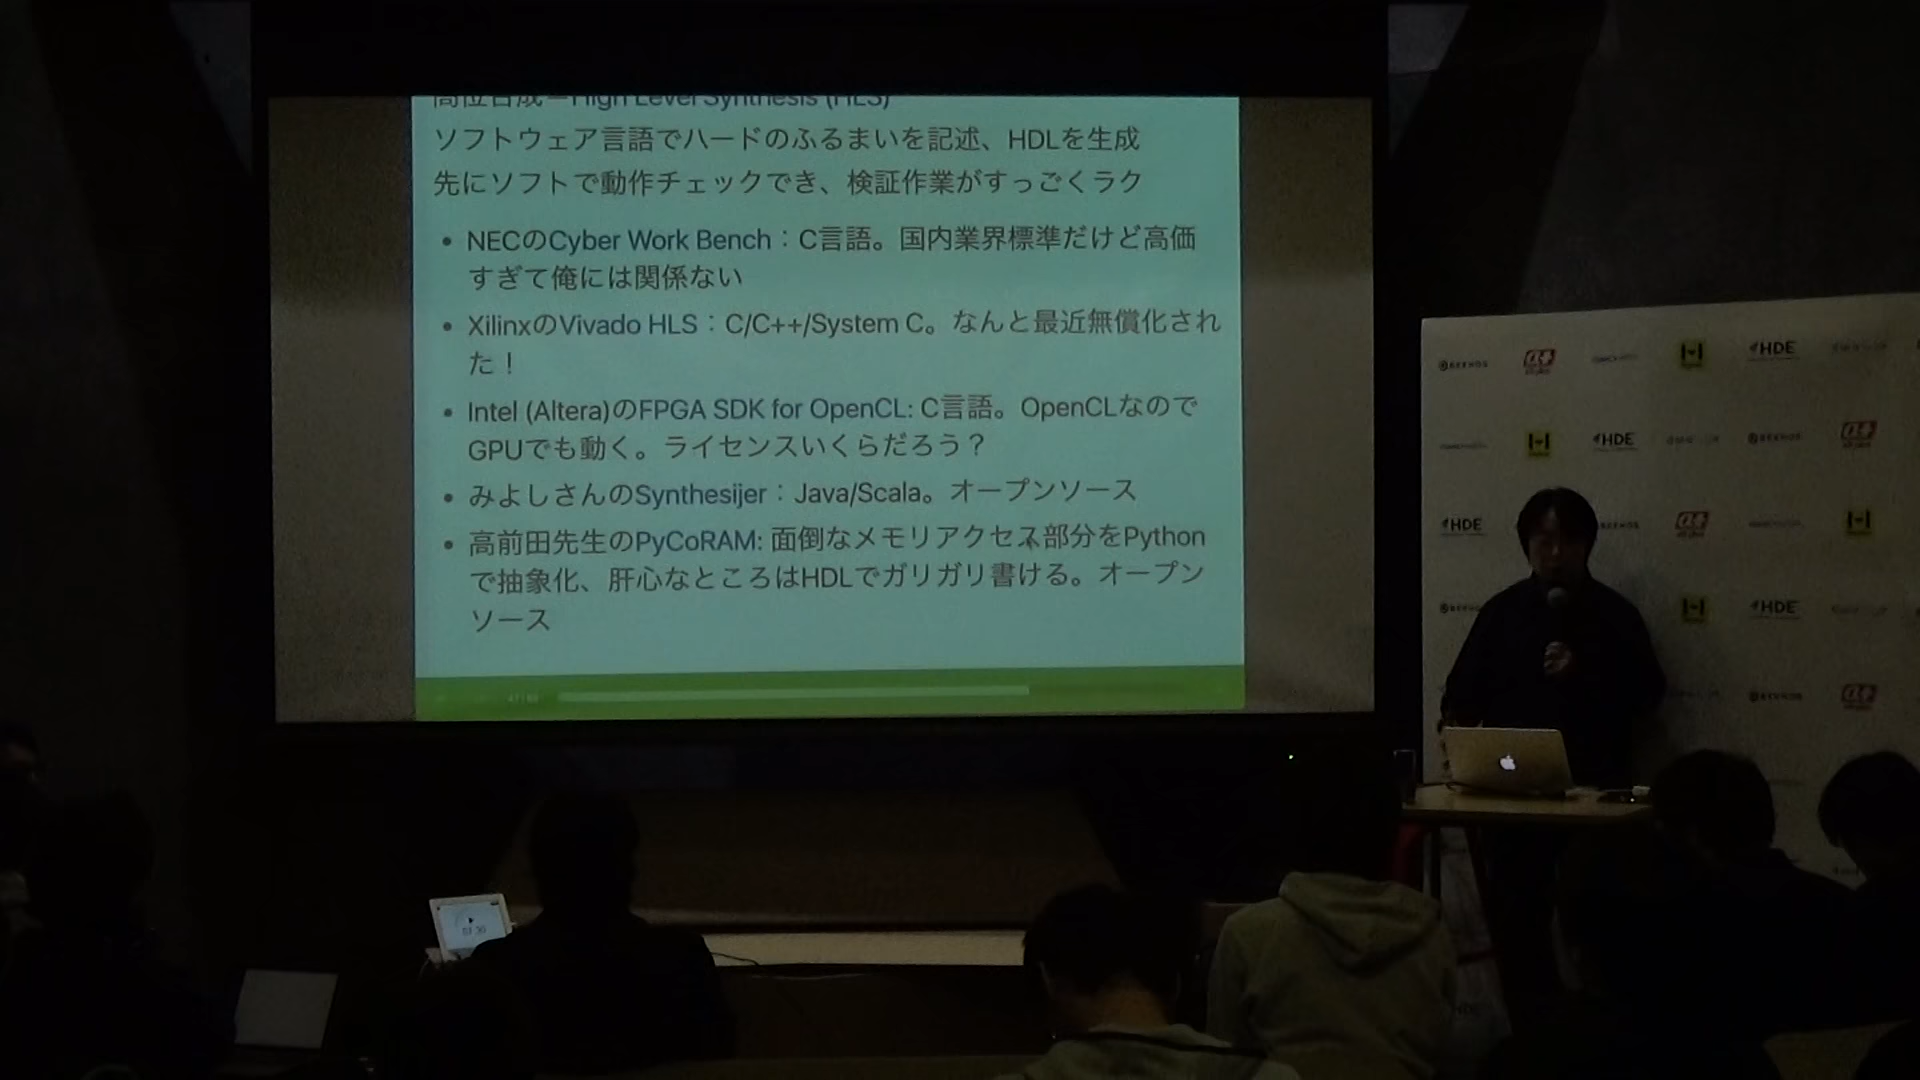 高位合成＝High Level Synthesis (HLS)
ソフトウェア言語でハードのふるまいを記述、HDLを生成
先にソフトで動作チェックでき、検証作業がすっごくラク
• NECのCyber Work Bench：C言語。国内業界標準だけど高価
すぎて俺には関係ない
• XilinxのVivado HLS：C/C++/System C。なんと最近無償化され
た！
• Intel (Altera)のFPGA SDK for OpenCL: C言語。OpenCLなので
GPUでも動く。ライセンスいくらだろう？
• みよしさんのSynthesijer：Java/Scala。オープンソース
• 高前田先生のPyCoRAM: 面倒なメモリアクセス部分をPython
で抽象化、肝心なところはHDLでガリガリ書ける。オープン
ソース
BEENOS
HDE
HDE
BEENOS
HDE
BEENOS
HDE
BEENOS